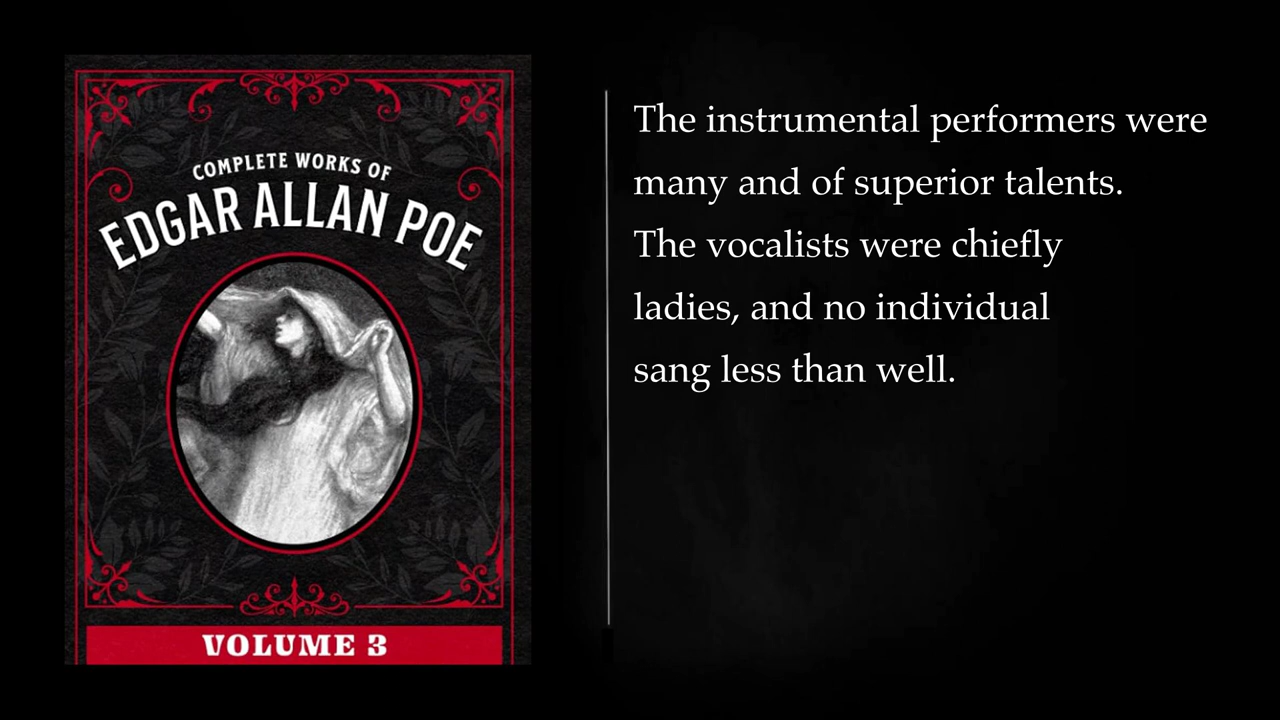 COMPLETE WORKS OF
EDGAR ALLAN POE
VOLUME 3
The instrumental performers were
many and of superior talents.
The vocalists were chiefly
ladies, and no individual
sang less than well.